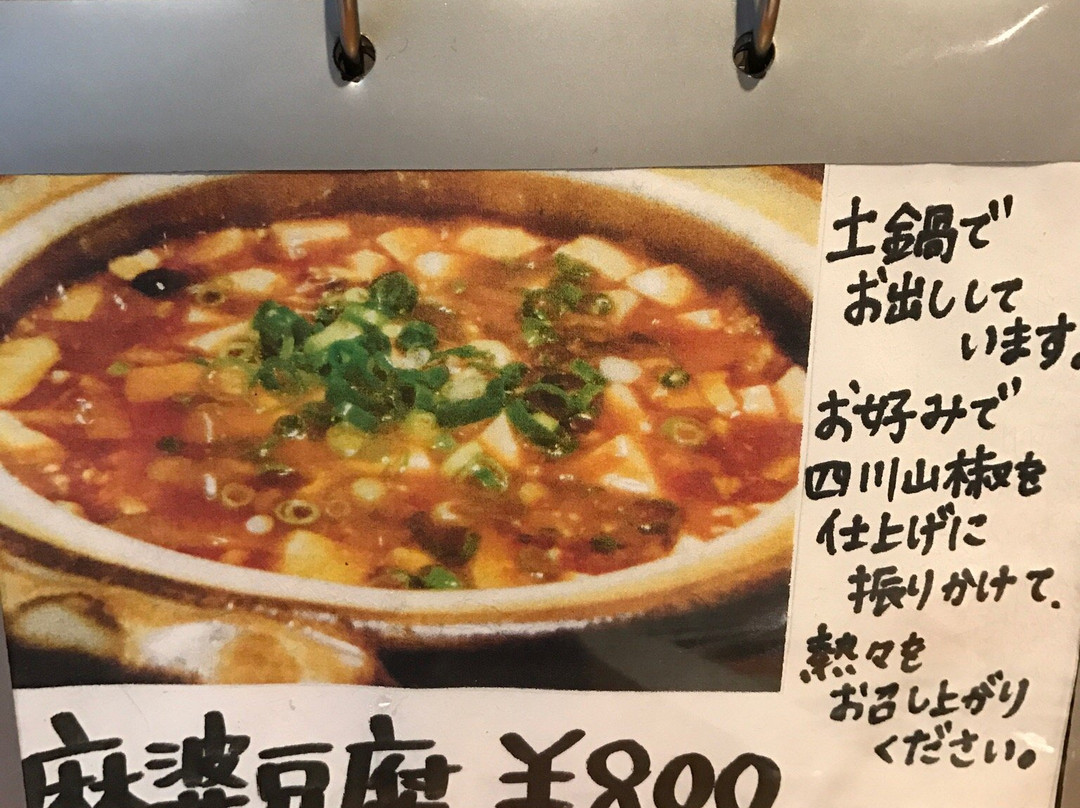 土鍋で
お出しして
います。
お好みで
四川山椒を
仕上げに
振りかけて、
熱々を
お召し上がり
ください。
麻婆豆腐 ¥800